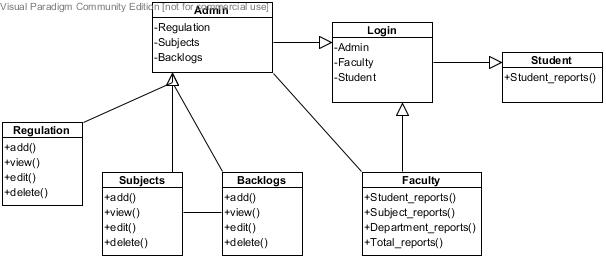 Visual Paradigm Community Edition [not for commercial use]
Admin
-Regulation
-Subjects
-Backlogs
Login
-Admin
-Faculty
-Student
Student
+Student_reports()
Regulation
+add()
+view()
+edit()
+delete()
Subjects
+add()
+view()
+edit()
+delete()
Backlogs
+add()
+view()
+edit()
+delete()
Faculty
+Student_reports()
+Subject_reports()
+Department_reports()
+Total_reports()